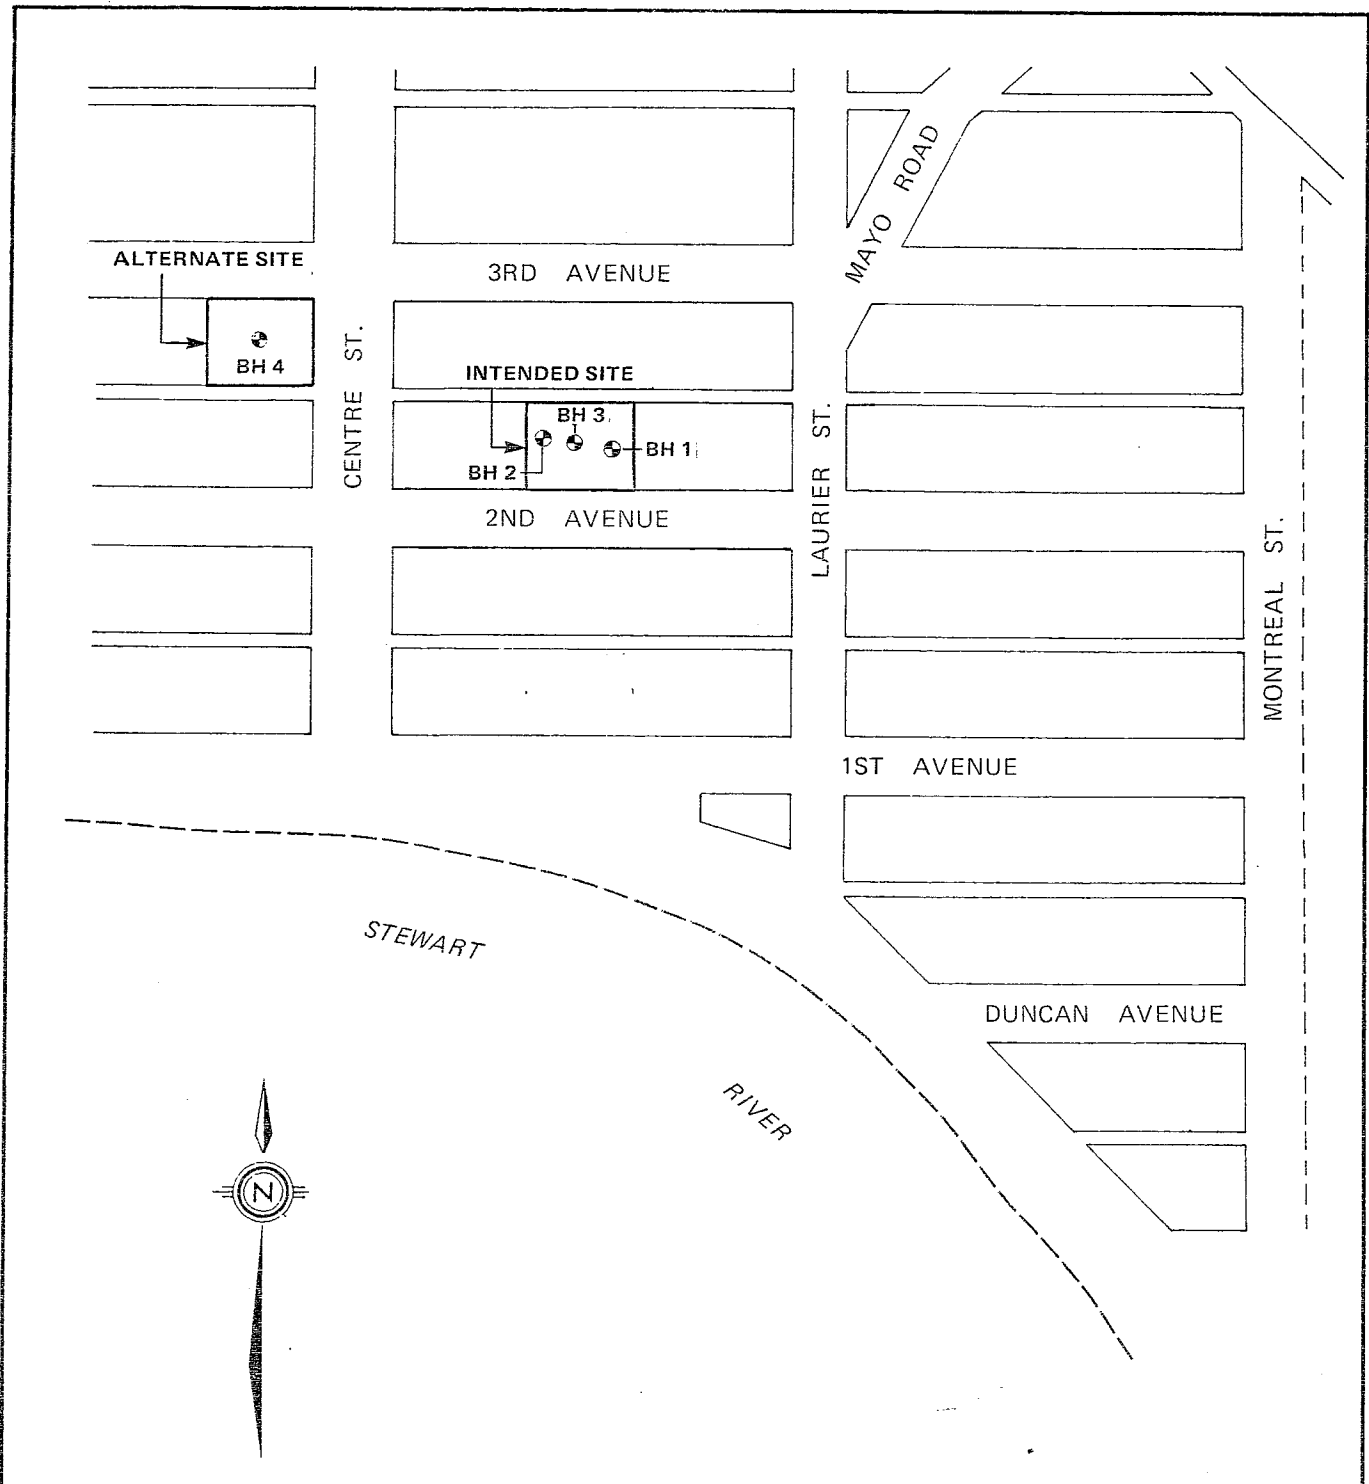 MAYO ROAD
ALTERNATE SITE
3RD AVENUE
BH 4
CENTRE ST.
INTENDED SITE
BH 3
BH 1
BH 2
LAURIER ST.
2ND AVENUE
MONTREAL ST.
1ST AVENUE
STEWART
RIVER
DUNCAN AVENUE
N